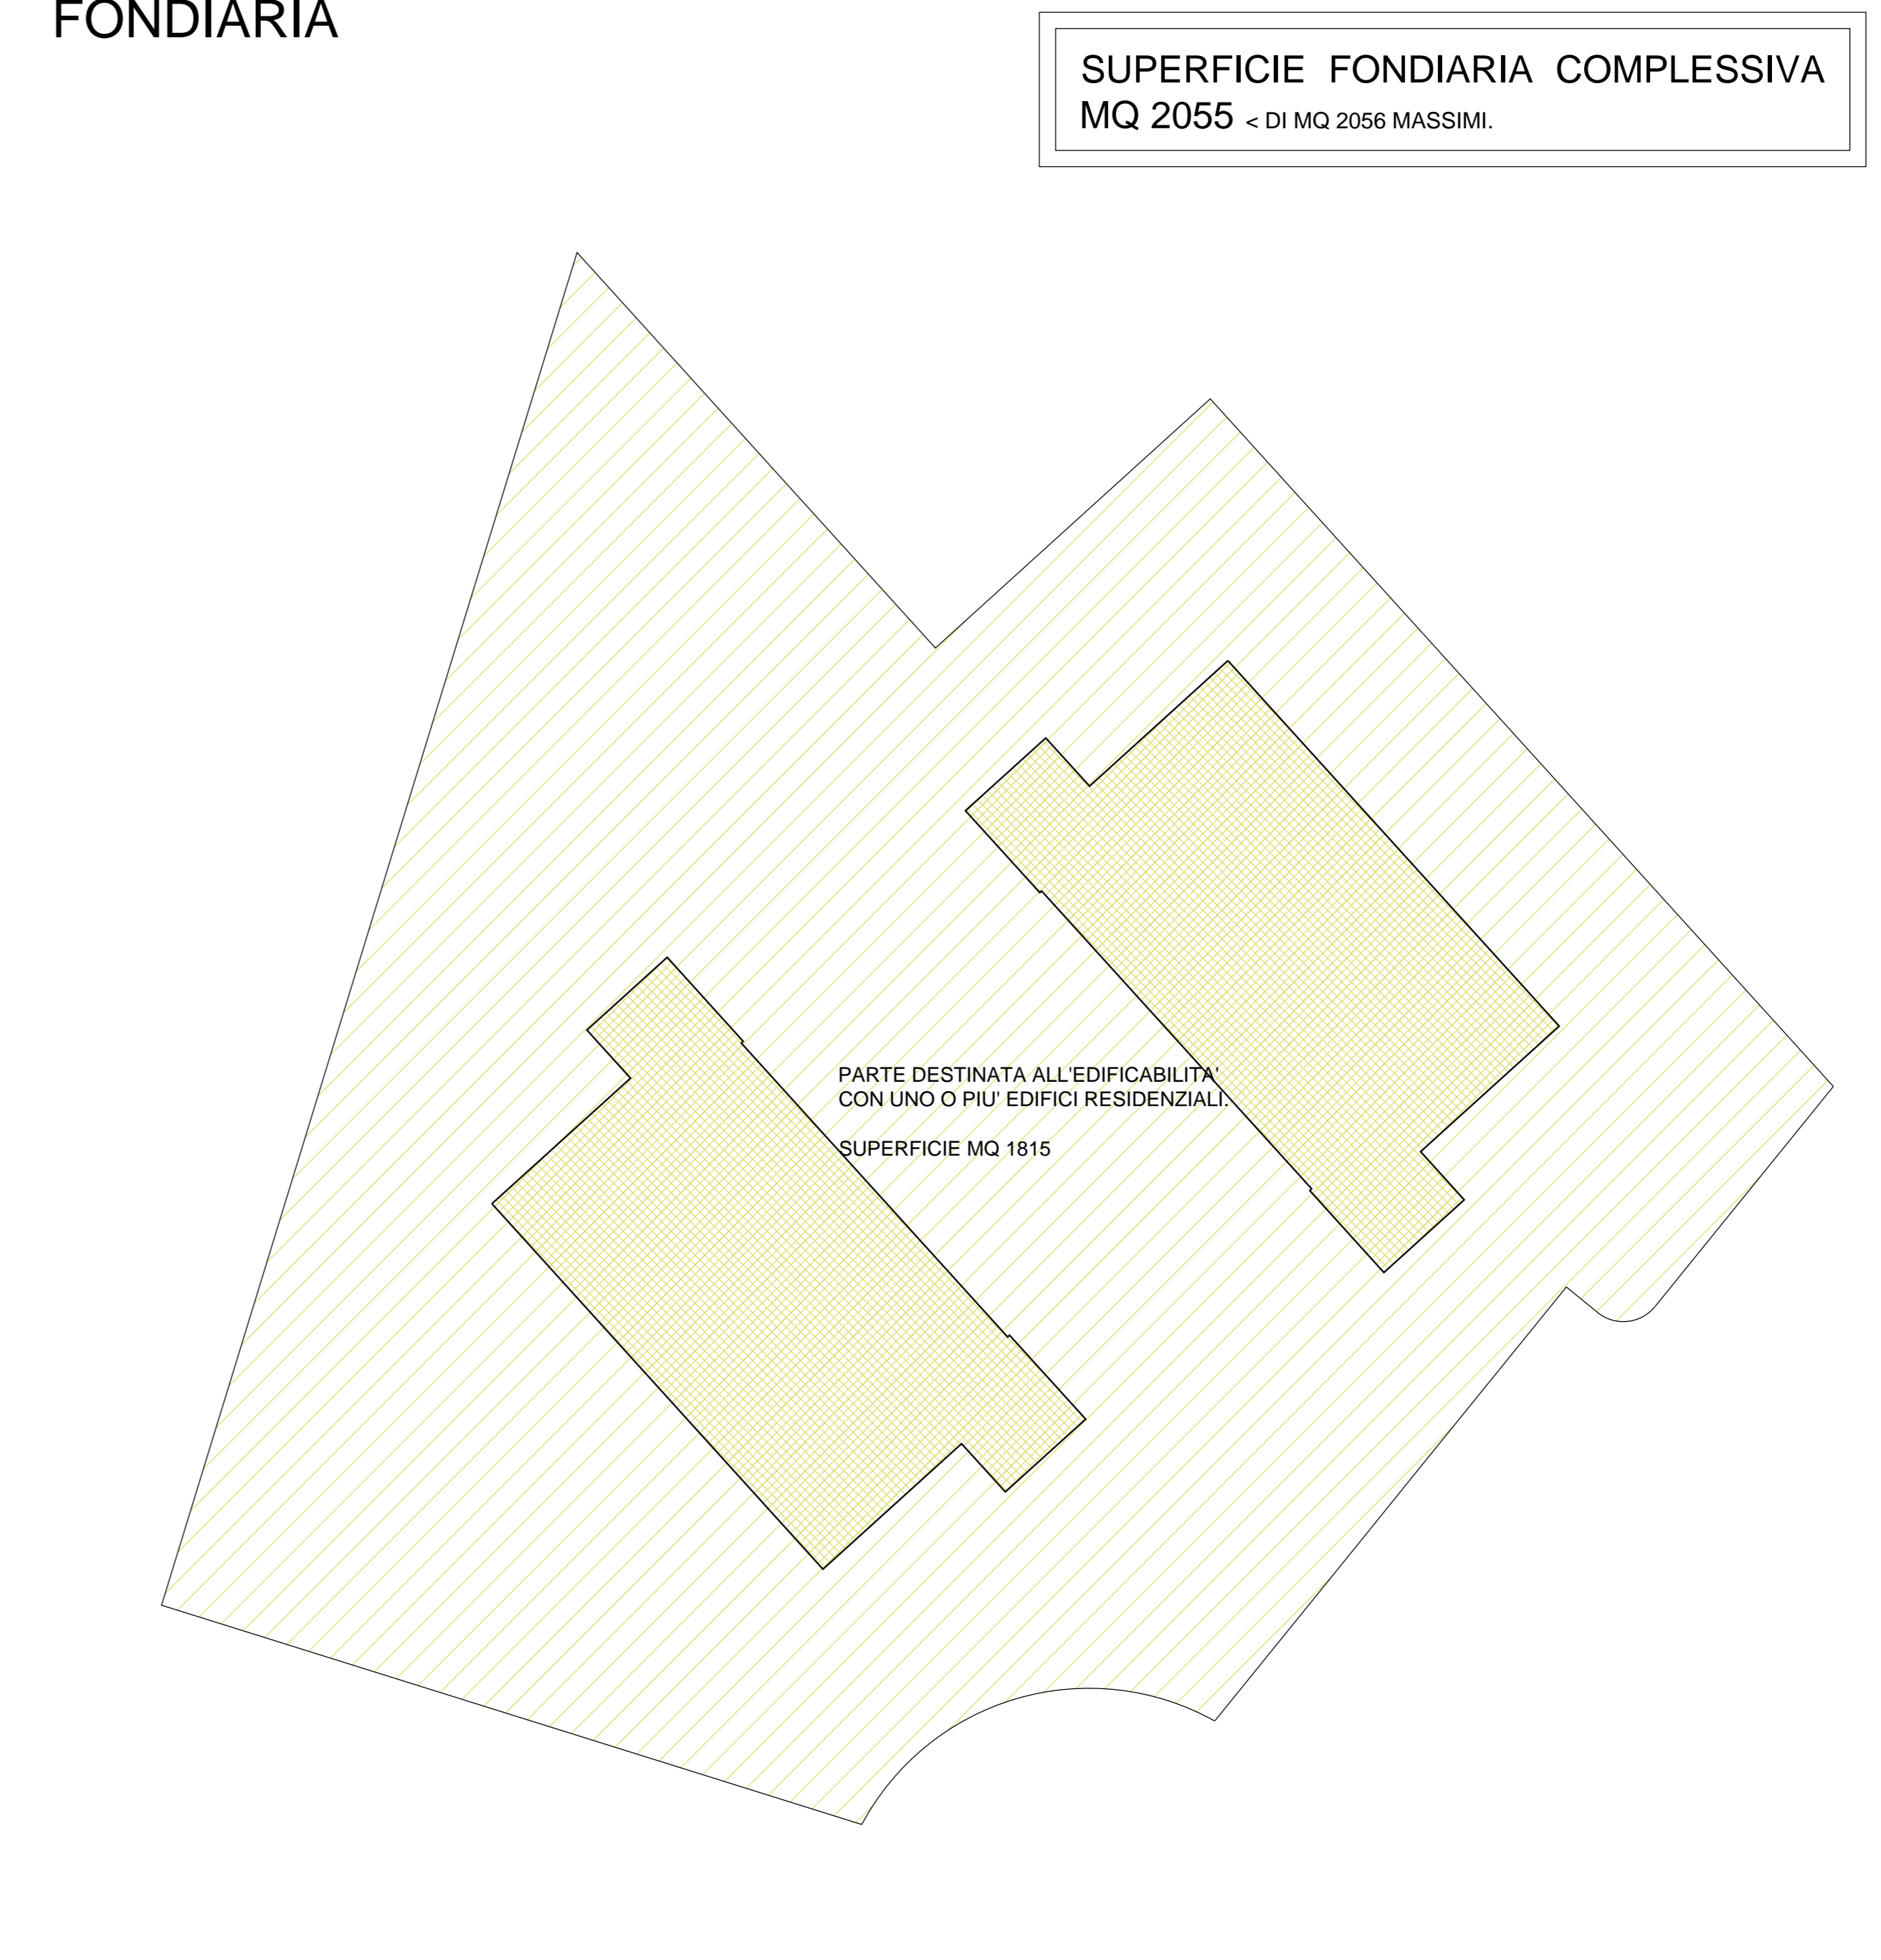 FONDIARIA
SUPERFICIE FONDIARIA COMPLESSIVA
MQ 2055 < DI MQ 2056 MASSIMI.
PARTE DESTINATA ALL'EDIFICABILITA'
CON UNO O PIU' EDIFICI RESIDENZIALI.
SUPERFICIE MQ 1815